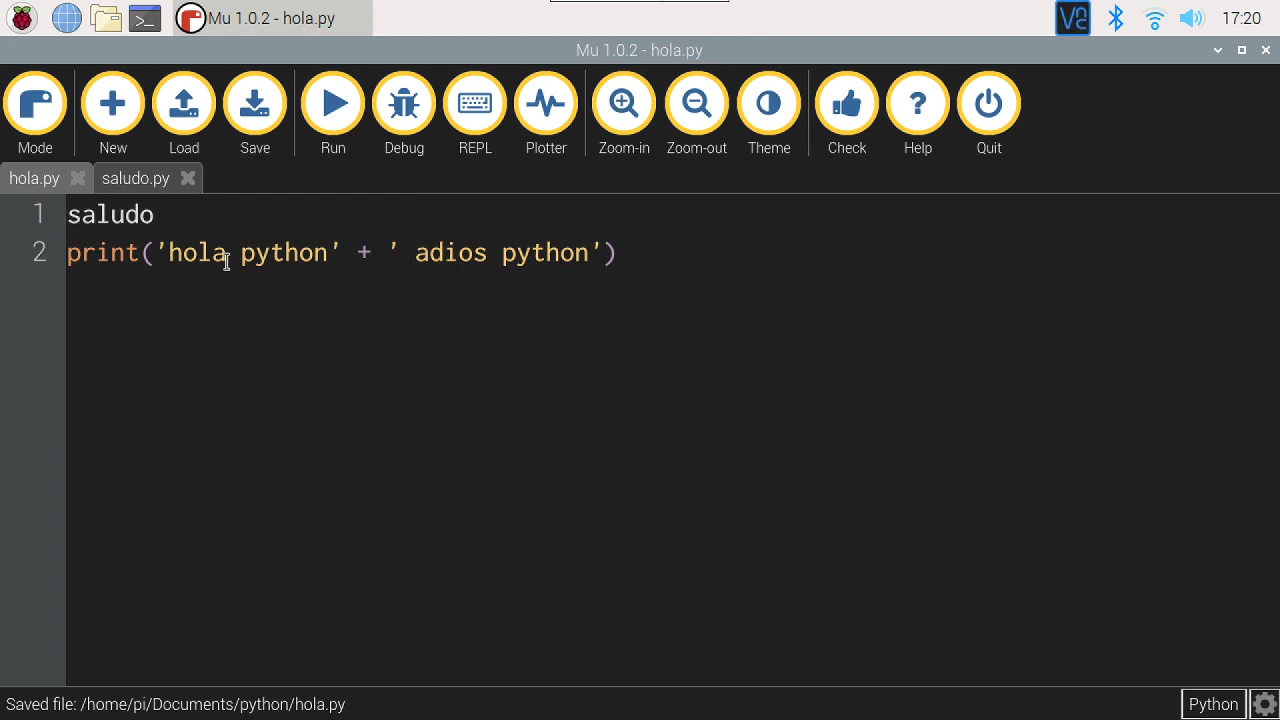 Mu 1.0.2 - hola.py
17:20
Mu 1.0.2 - hola.py
Mode New Load Save Run Debug REPL Plotter Zoom-in Zoom-out Theme Check Help Quit
hola.py saludo.py
1 saludo
2 print('hola python' + ' adios python')
Saved file: /home/pi/Documents/python/hola.py
Python